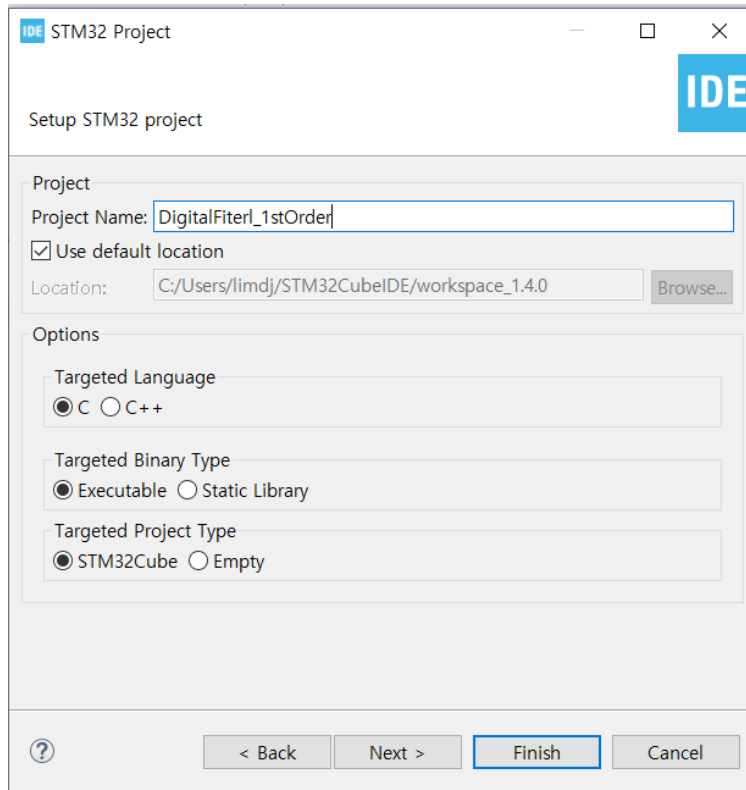 IDE STM32 Project
IDE
Setup STM32 project
Project
Project Name: DigitalFiterl_1stOrder
Use default location
Location: C:/Users/limdj/STM32CubeIDE/workspace_1.4.0 Browse...
Options
Targeted Language
C C++
Targeted Binary Type
Executable Static Library
Targeted Project Type
STM32Cube Empty
? < Back Next > Finish Cancel